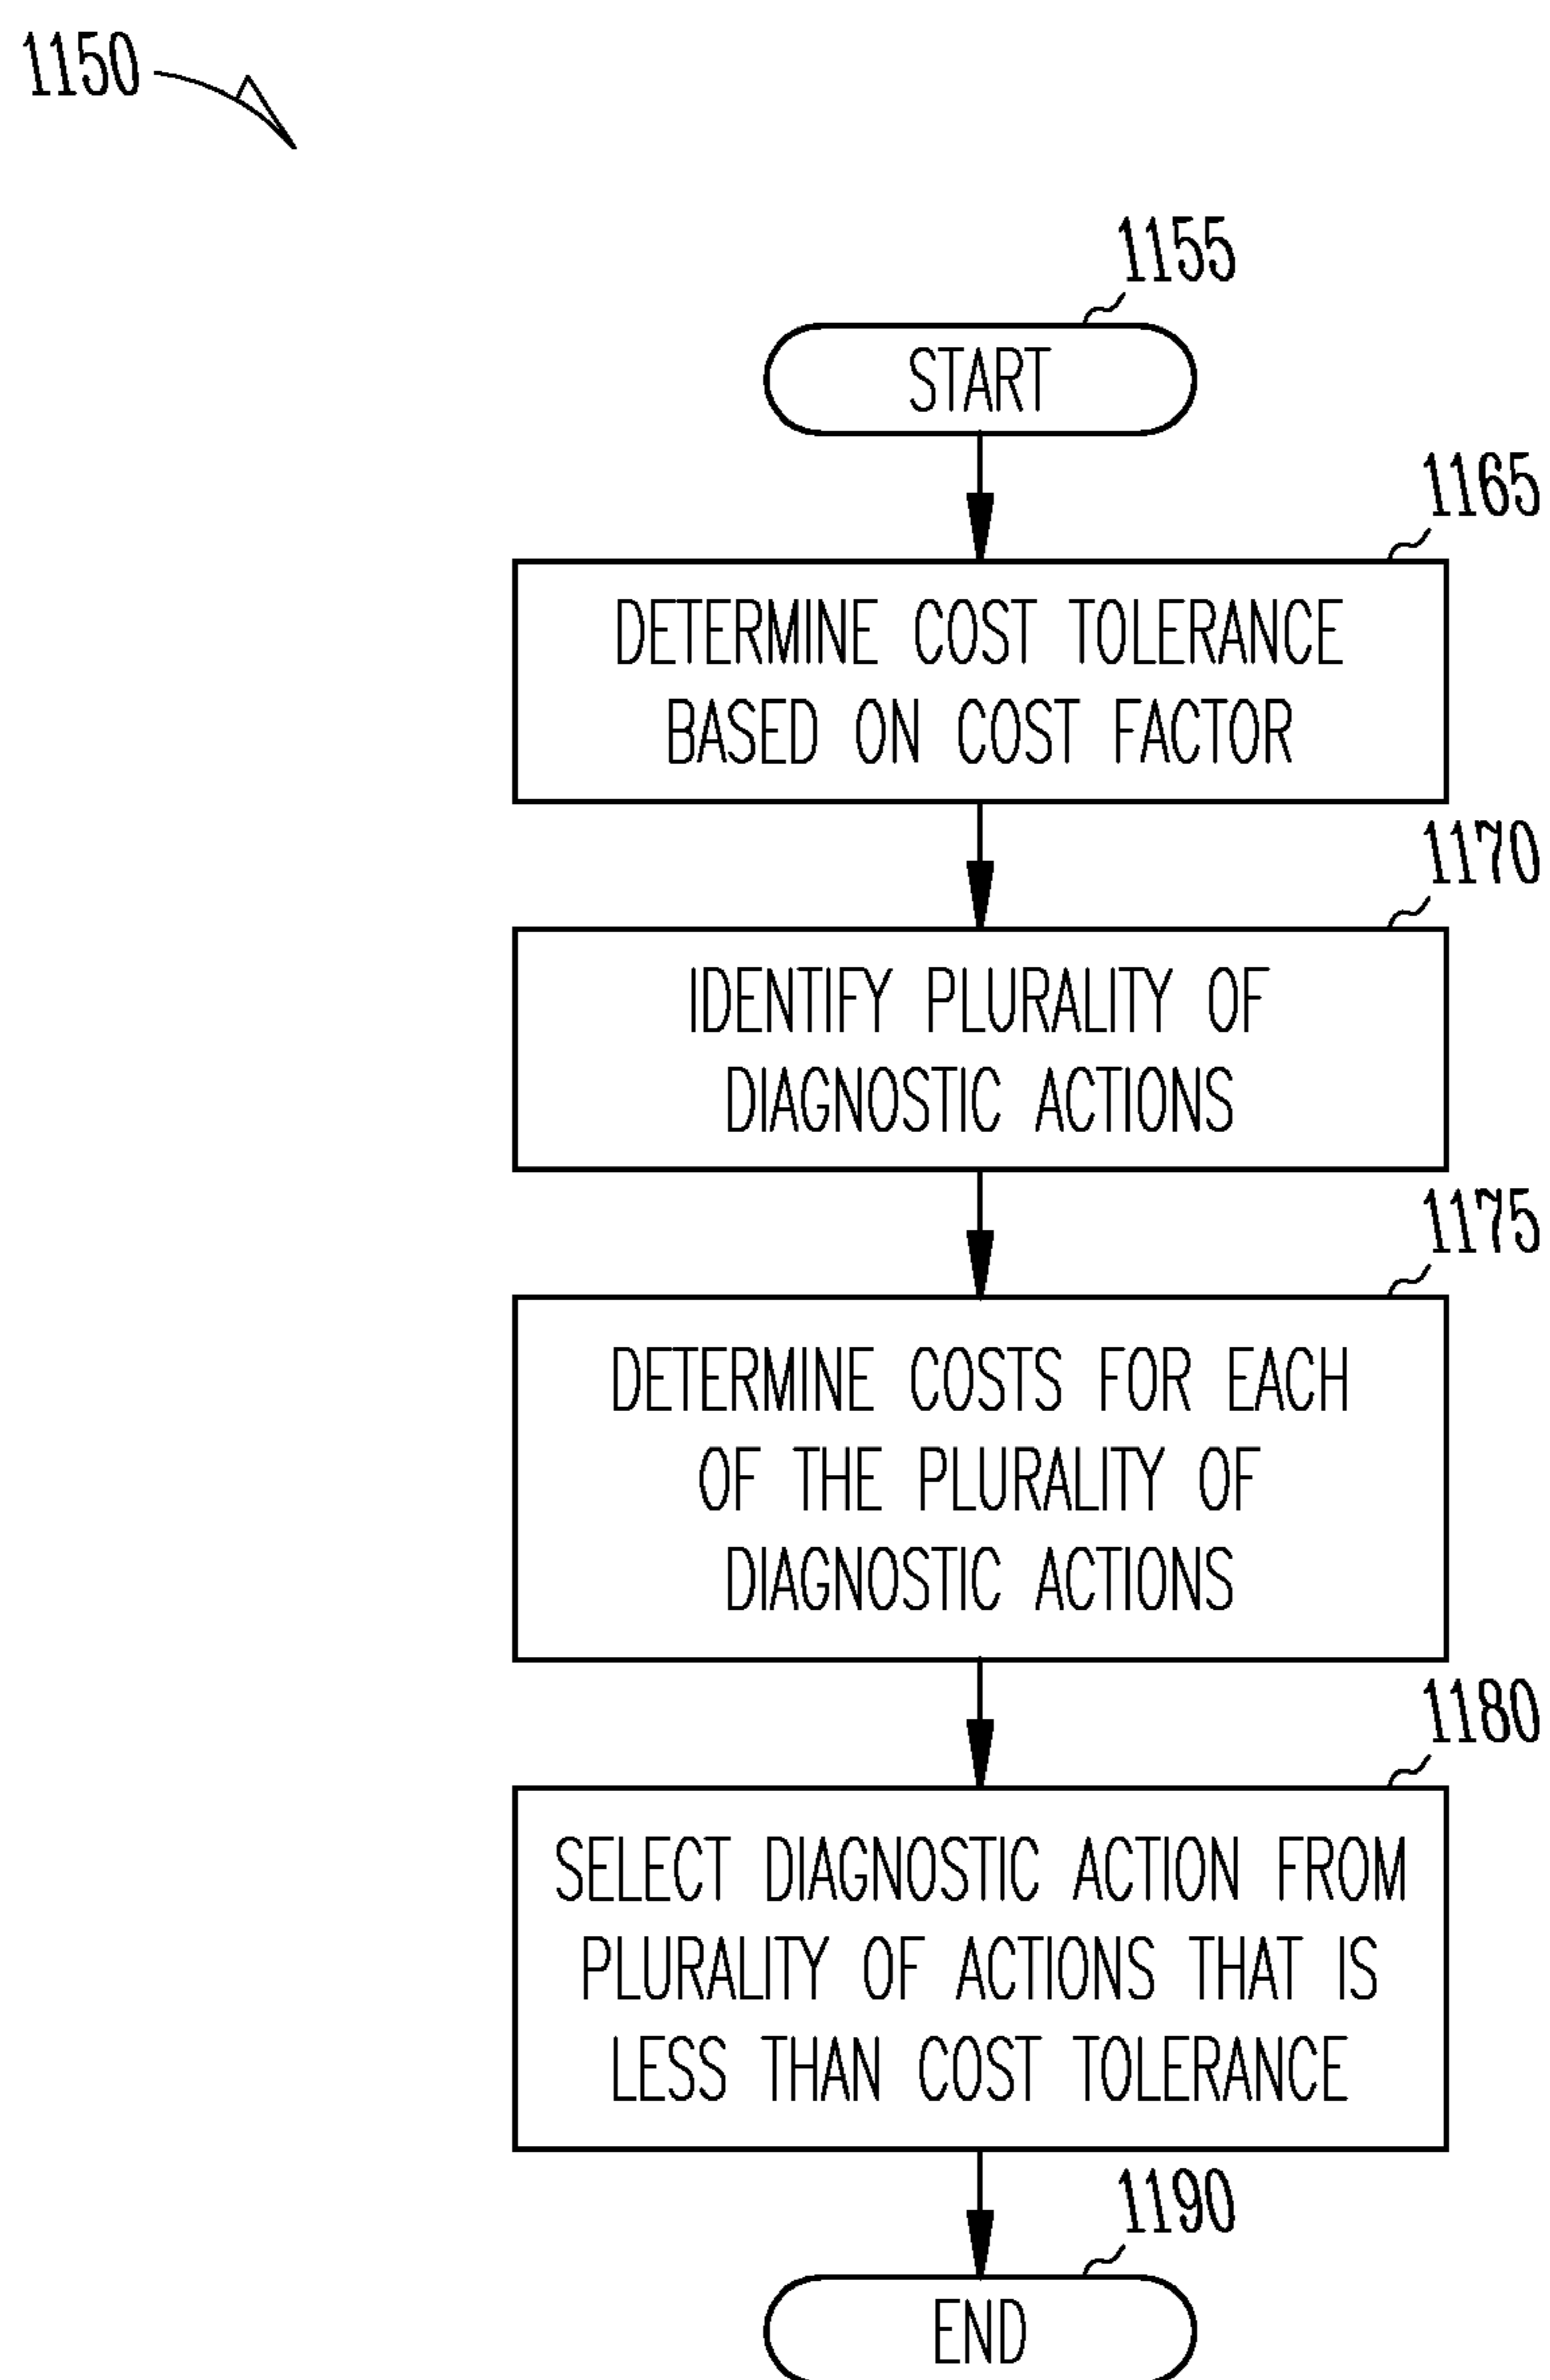 1150
1155
START
1165
DETERMINE COST TOLERANCE
BASED ON COST FACTOR
1170
IDENTIFY PLURALITY OF
DIAGNOSTIC ACTIONS
1175
DETERMINE COSTS FOR EACH
OF THE PLURALITY OF
DIAGNOSTIC ACTIONS
1180
SELECT DIAGNOSTIC ACTION FROM
PLURALITY OF ACTIONS THAT IS
LESS THAN COST TOLERANCE
1190
END